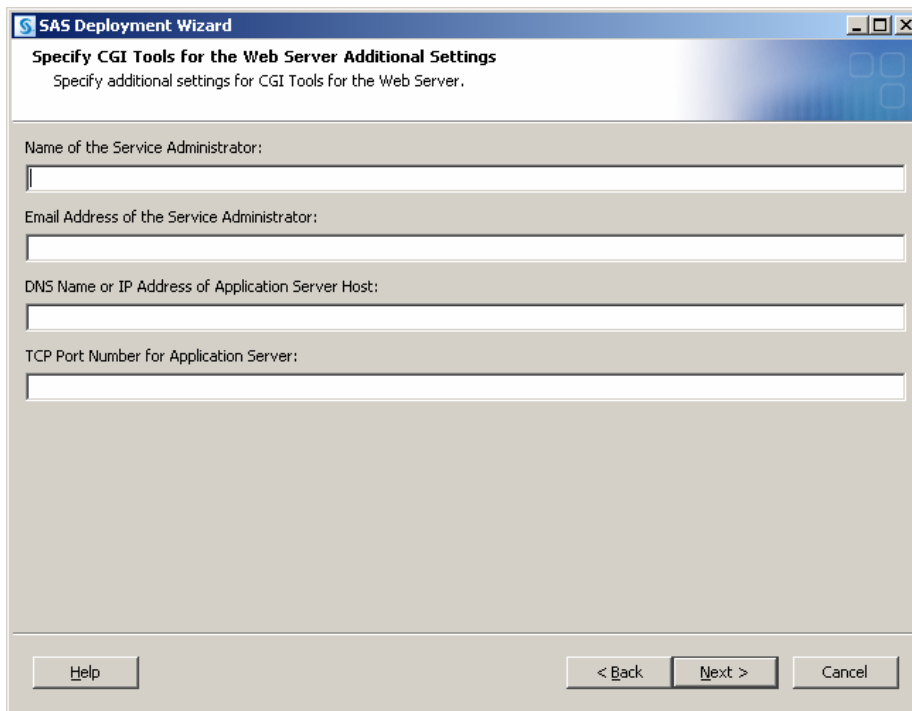 SAS Deployment Wizard
Specify CGI Tools for the Web Server Additional Settings
Specify additional settings for CGI Tools for the Web Server.
Name of the Service Administrator:
Email Address of the Service Administrator:
DNS Name or IP Address of Application Server Host:
TCP Port Number for Application Server:
Help
< Back
Next >
Cancel